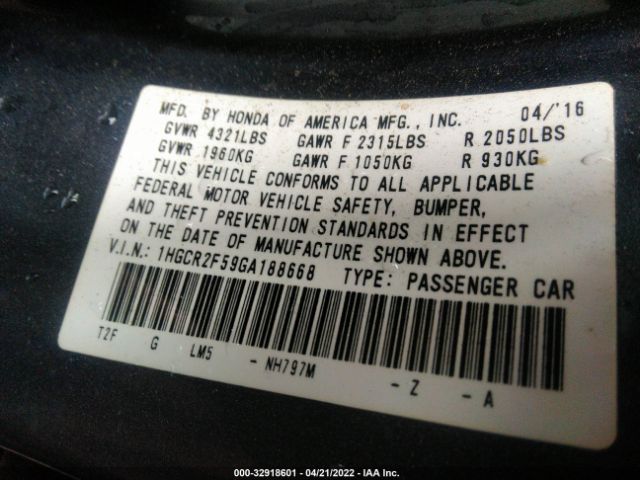 MFD. BY HONDA OF AMERICA MFG., INC. 04/'16
GVWR 4321LBS GAWR F 2315LBS R 2050LBS
GVWR 1960KG GAWR F 1050KG R 930KG
THIS VEHICLE CONFORMS TO ALL APPLICABLE
FEDERAL MOTOR VEHICLE SAFETY, BUMPER,
AND THEFT PREVENTION STANDARDS IN EFFECT
ON THE DATE OF MANUFACTURE SHOWN ABOVE.
V.I.N.: 1HGCR2F59GA188668 TYPE: PASSENGER CAR
T2F G LM5 - NH797M - Z - A
000-32918601 - 04/21/2022 - IAA Inc.